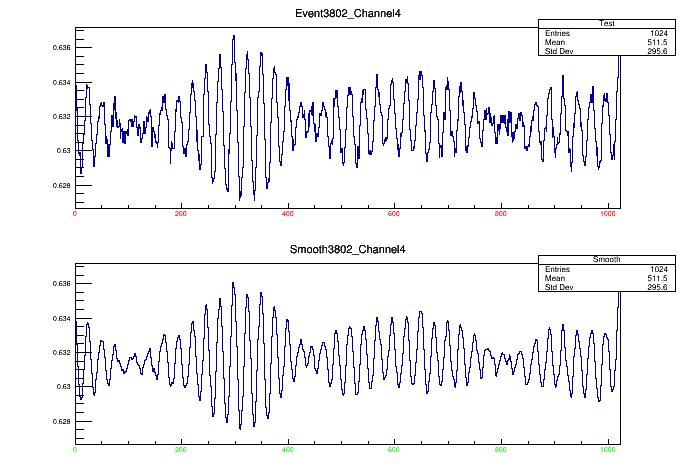 Event3802_Channel4
Test
Entries 1024
Mean 511.5
Std Dev 295.6
0.636
0.634
0.632
0.63
0.628
0 200 400 600 800 1000
Smooth3802_Channel4
Smooth
Entries 1024
Mean 511.5
Std Dev 295.6
0.636
0.634
0.632
0.63
0.628
0 200 400 600 800 1000